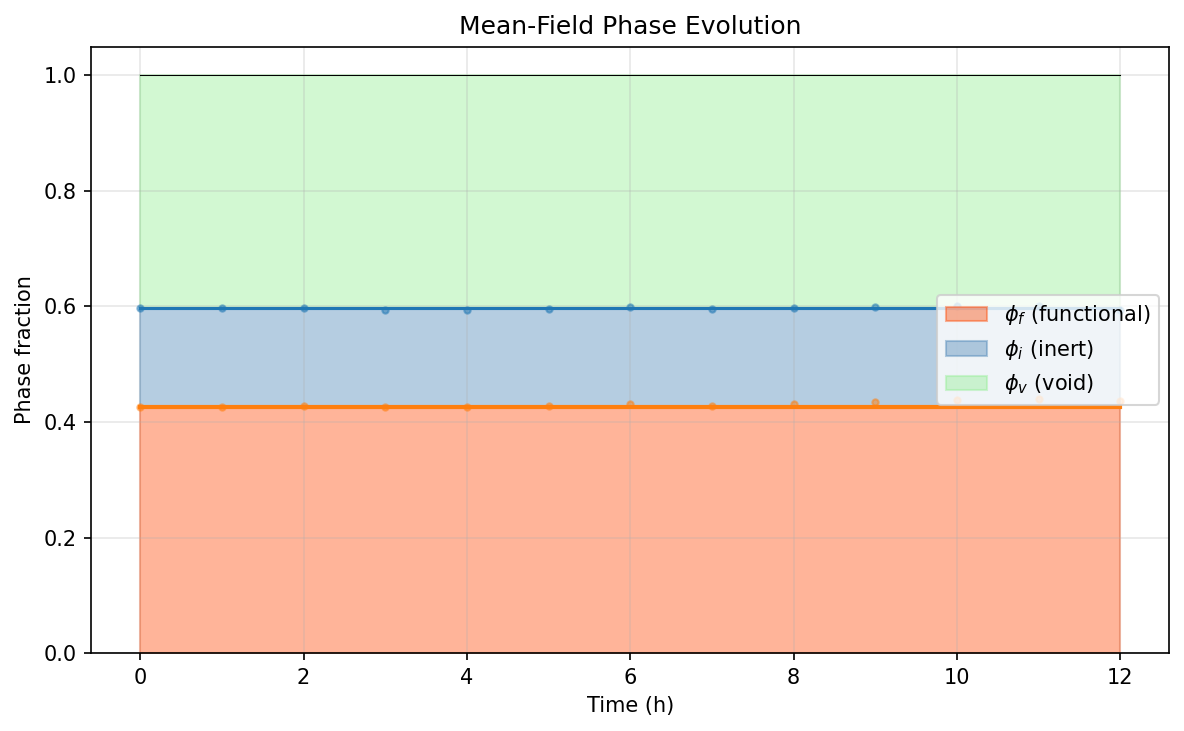 Mean-Field Phase Evolution
1.0
0.8
0.6
0.4
0.2
0.0
Phase fraction
ϕf (functional)
ϕi (inert)
ϕv (void)
0 2 4 6 8 10 12
Time (h)